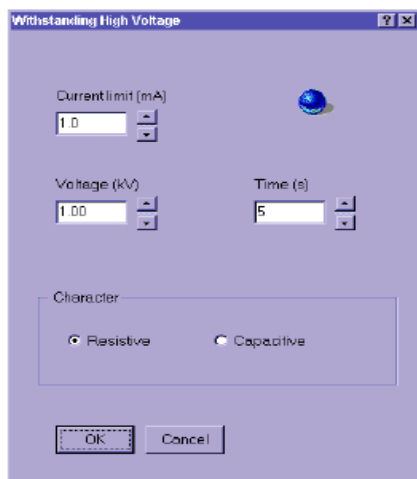 Withstanding High Voltage
Current limit (mA)
1.0
Voltage (kV) Time (s)
1.00 5
Character
Resistive Capacitive
OK Cancel